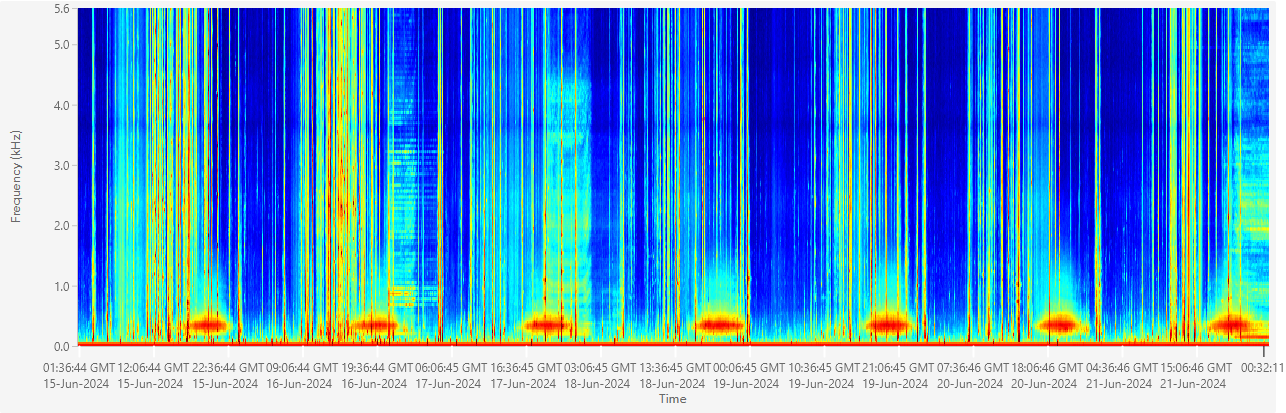 5.6
5.0
4.0
3.0
2.0
1.0
0.0
Frequency (kHz)
01:36:44 GMT 12:06:44 GMT 22:36:44 GMT 09:06:44 GMT 19:36:44 GMT 06:06:45 GMT 16:36:45 GMT 03:06:45 GMT 13:36:45 GMT 00:06:45 GMT 10:36:45 GMT 21:06:45 GMT 07:36:45 GMT 18:06:46 GMT 04:36:46 GMT 15:06:46 GMT 00:32:11
15-Jun-2024 15-Jun-2024 15-Jun-2024 16-Jun-2024 16-Jun-2024 17-Jun-2024 17-Jun-2024 18-Jun-2024 18-Jun-2024 19-Jun-2024 19-Jun-2024 19-Jun-2024 20-Jun-2024 20-Jun-2024 21-Jun-2024 21-Jun-2024
Time